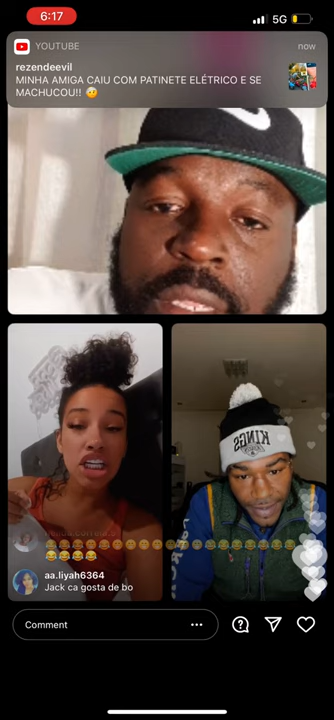 6:17
5G
YOUTUBE
now
rezendeevil
MINHA AMIGA CAIU COM PATINETE ELÉTRICO E SE
MACHUCOU!! 🤕
KINGS
😂😂😂😂
aa.liyah6364
Jack ca gosta de bo
Comment